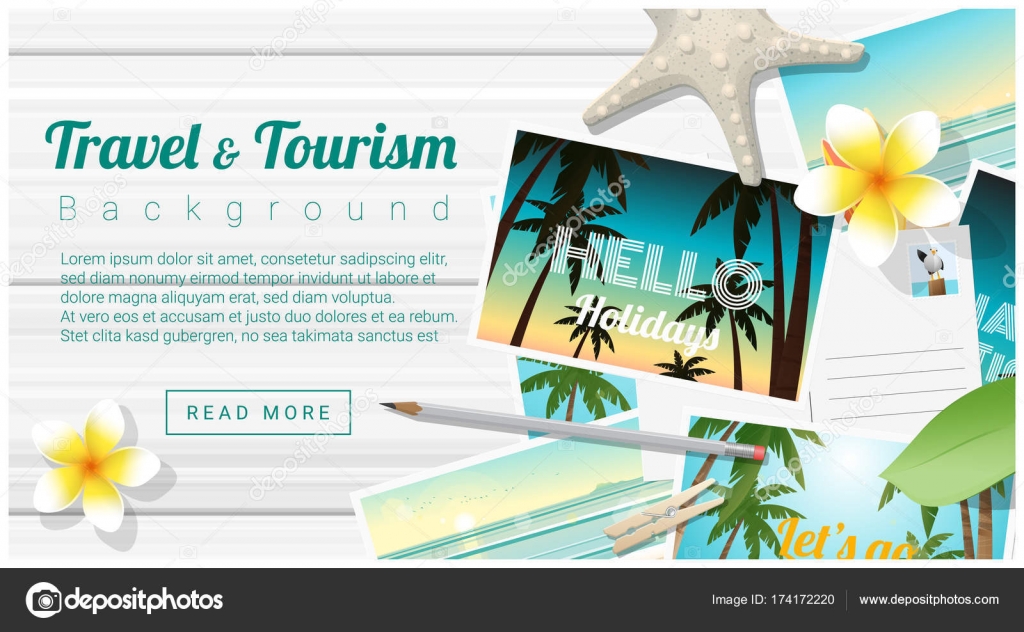 Travel & Tourism
Background
Lorem ipsum dolor sit amet, consetetur sadipscing elitr,
sed diam nonumy eirmod tempor invidunt ut labore et
dolore magna aliquyam erat, sed diam voluptua.
At vero eos et accusam et justo duo dolores et ea rebum.
Stet clita kasd gubergren, no sea takimata sanctus est
READ MORE
HELLO
Holidays
Let's go
depositphotos
Image ID: 174172220
www.depositphotos.com